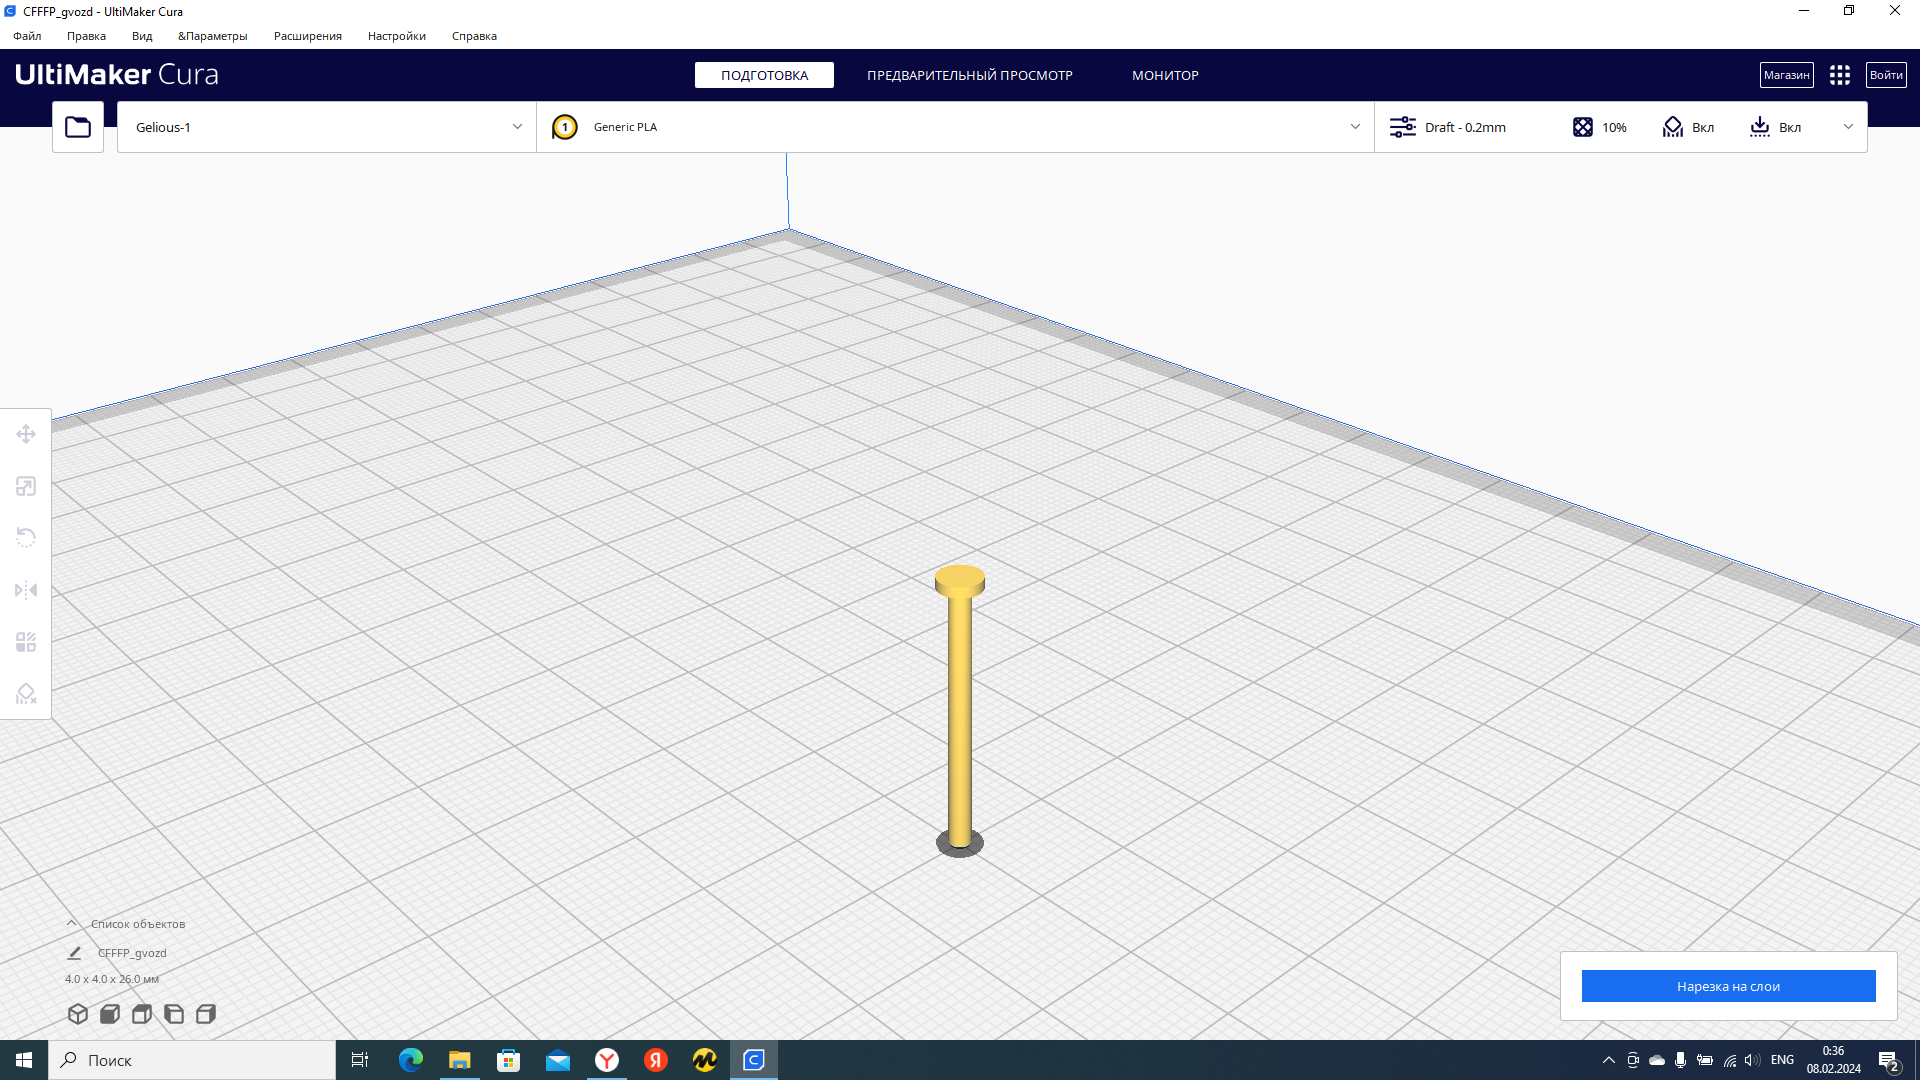 CFFFP_gvozd - UltiMaker Cura
Файл Правка Вид &Параметры Расширения Настройки Справка
UltiMaker Cura
ПОДГОТОВКА ПРЕДВАРИТЕЛЬНЫЙ ПРОСМОТР МОНИТОР
Магазин Войти
Gelious-1
1 Generic PLA
Draft - 0.2mm 10% Вкл Вкл
Список объектов
CFFFP_gvozd
4.0 x 4.0 x 26.0 мм
Нарезка на слои
Поиск
ENG
0:36
08.02.2024
2